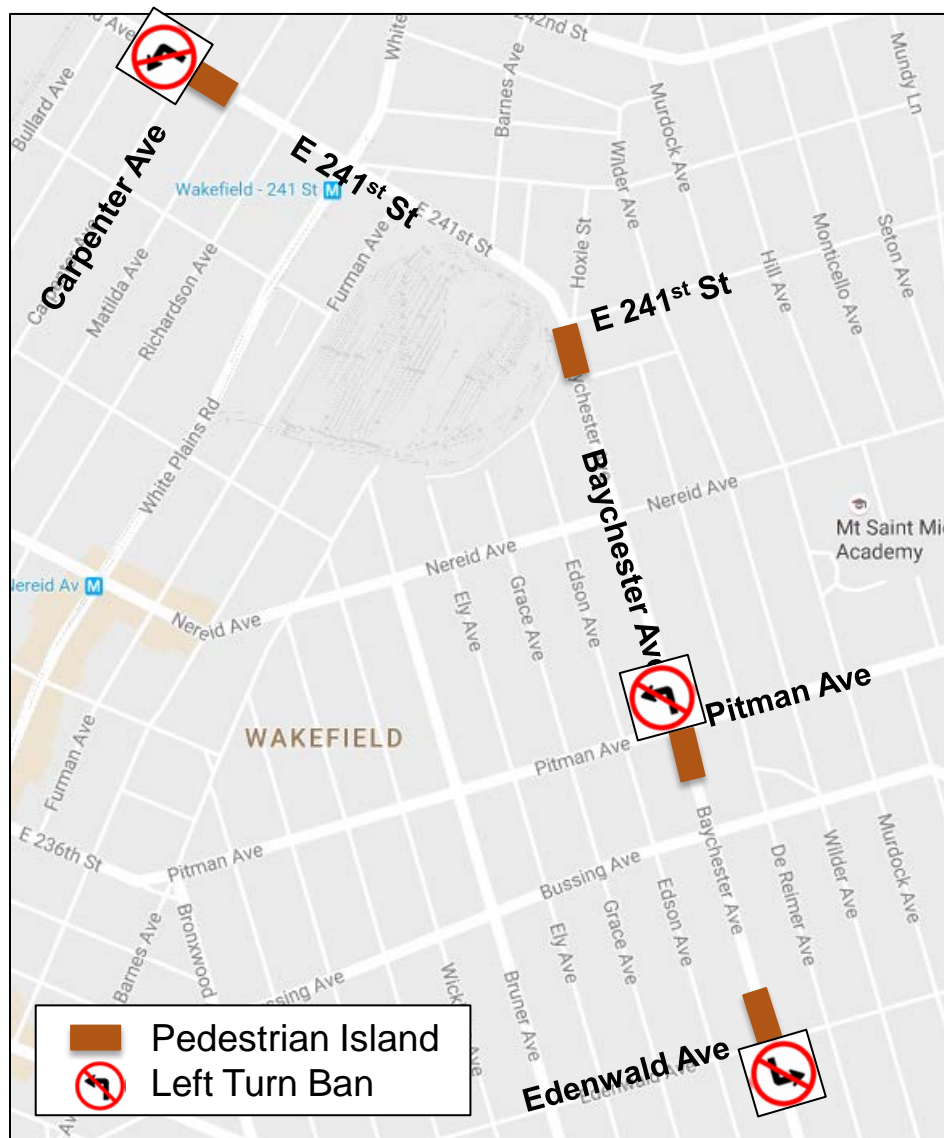 242nd St
White
Barnes Ave
Murdock Ave
Mundy Ln
Bullard Ave
Carpenter Ave
E 241st St
Wakefield - 241 St M
E 241st St
Wilder Ave
Hoxie St
Seton Ave
Monticello Ave
Hill Ave
E 241st St
Matilda Ave
Richardson Ave
Furman Ave
White Plains Rd
Baychester Ave
Nereid Ave
Mt Saint Mic
Academy
Nereid Av M
Nereid Ave
Nereid Ave
Ely Ave
Grace Ave
Edson Ave
Pitman Ave
WAKEFIELD
Pitman Ave
Furman Ave
E 236th St
Pitman Ave
Bussing Ave
Baychester Ave
De Reimer Ave
Wilder Ave
Murdock Ave
Barnes Ave
Bronxwood
Ely Ave
Grace Ave
Edson Ave
Bruner Ave
Edenwald Ave
Pedestrian Island
Left Turn Ban